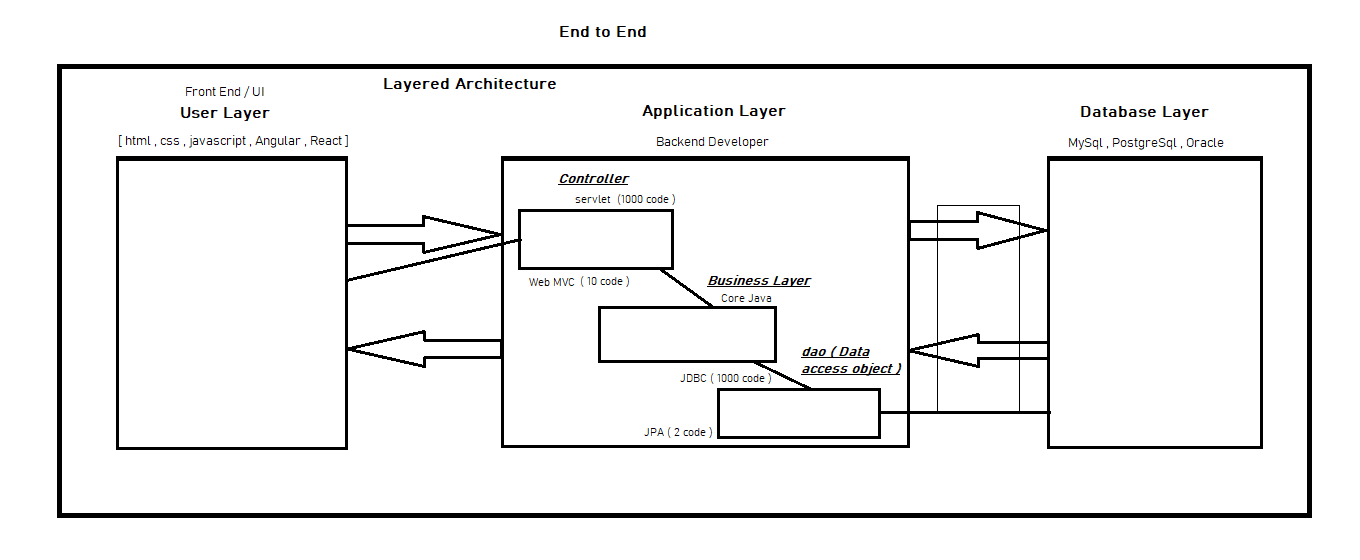 End to End
Layered Architecture
Front End / UI
User Layer
[ html , css , javascript , Angular , React ]
Application Layer
Backend Developer
Controller
servlet (1000 code )
Web MVC ( 10 code )
Business Layer
Core Java
dao ( Data
access object )
JDBC ( 1000 code )
JPA ( 2 code )
Database Layer
MySql , PostgreSql , Oracle